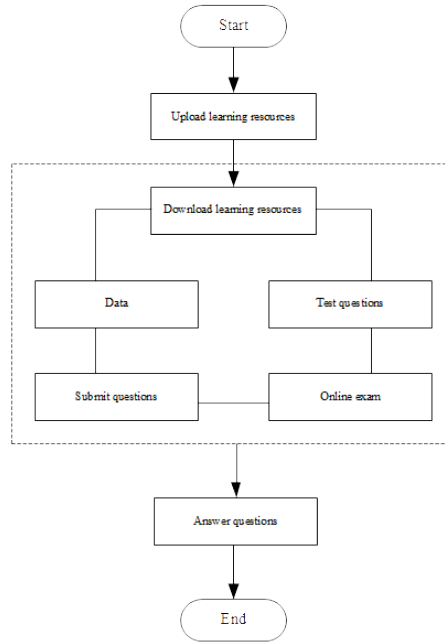 Start
Upload learning resources
Download learning resources
Data
Test questions
Submit questions
Online exam
Answer questions
End